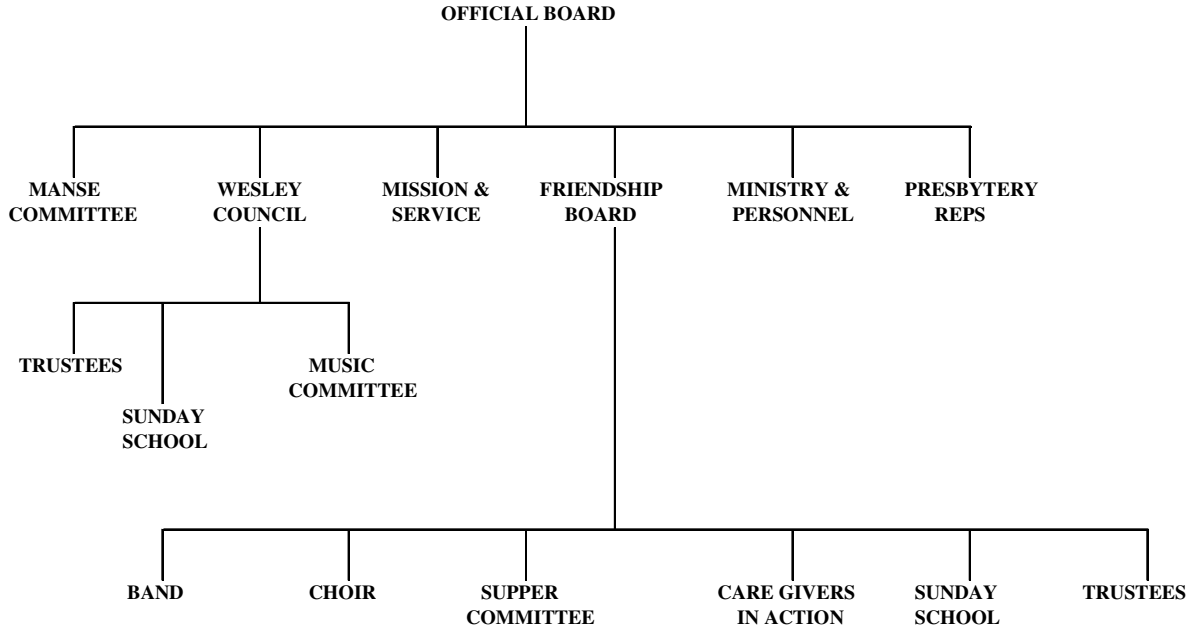 OFFICIAL BOARD
MANSE
COMMITTEE
WESLEY
COUNCIL
MISSION &
SERVICE
FRIENDSHIP
BOARD
MINISTRY &
PERSONNEL
PRESBYTERY
REPS
TRUSTEES
SUNDAY
SCHOOL
MUSIC
COMMITTEE
BAND
CHOIR
SUPPER
COMMITTEE
CARE GIVERS
IN ACTION
SUNDAY
SCHOOL
TRUSTEES